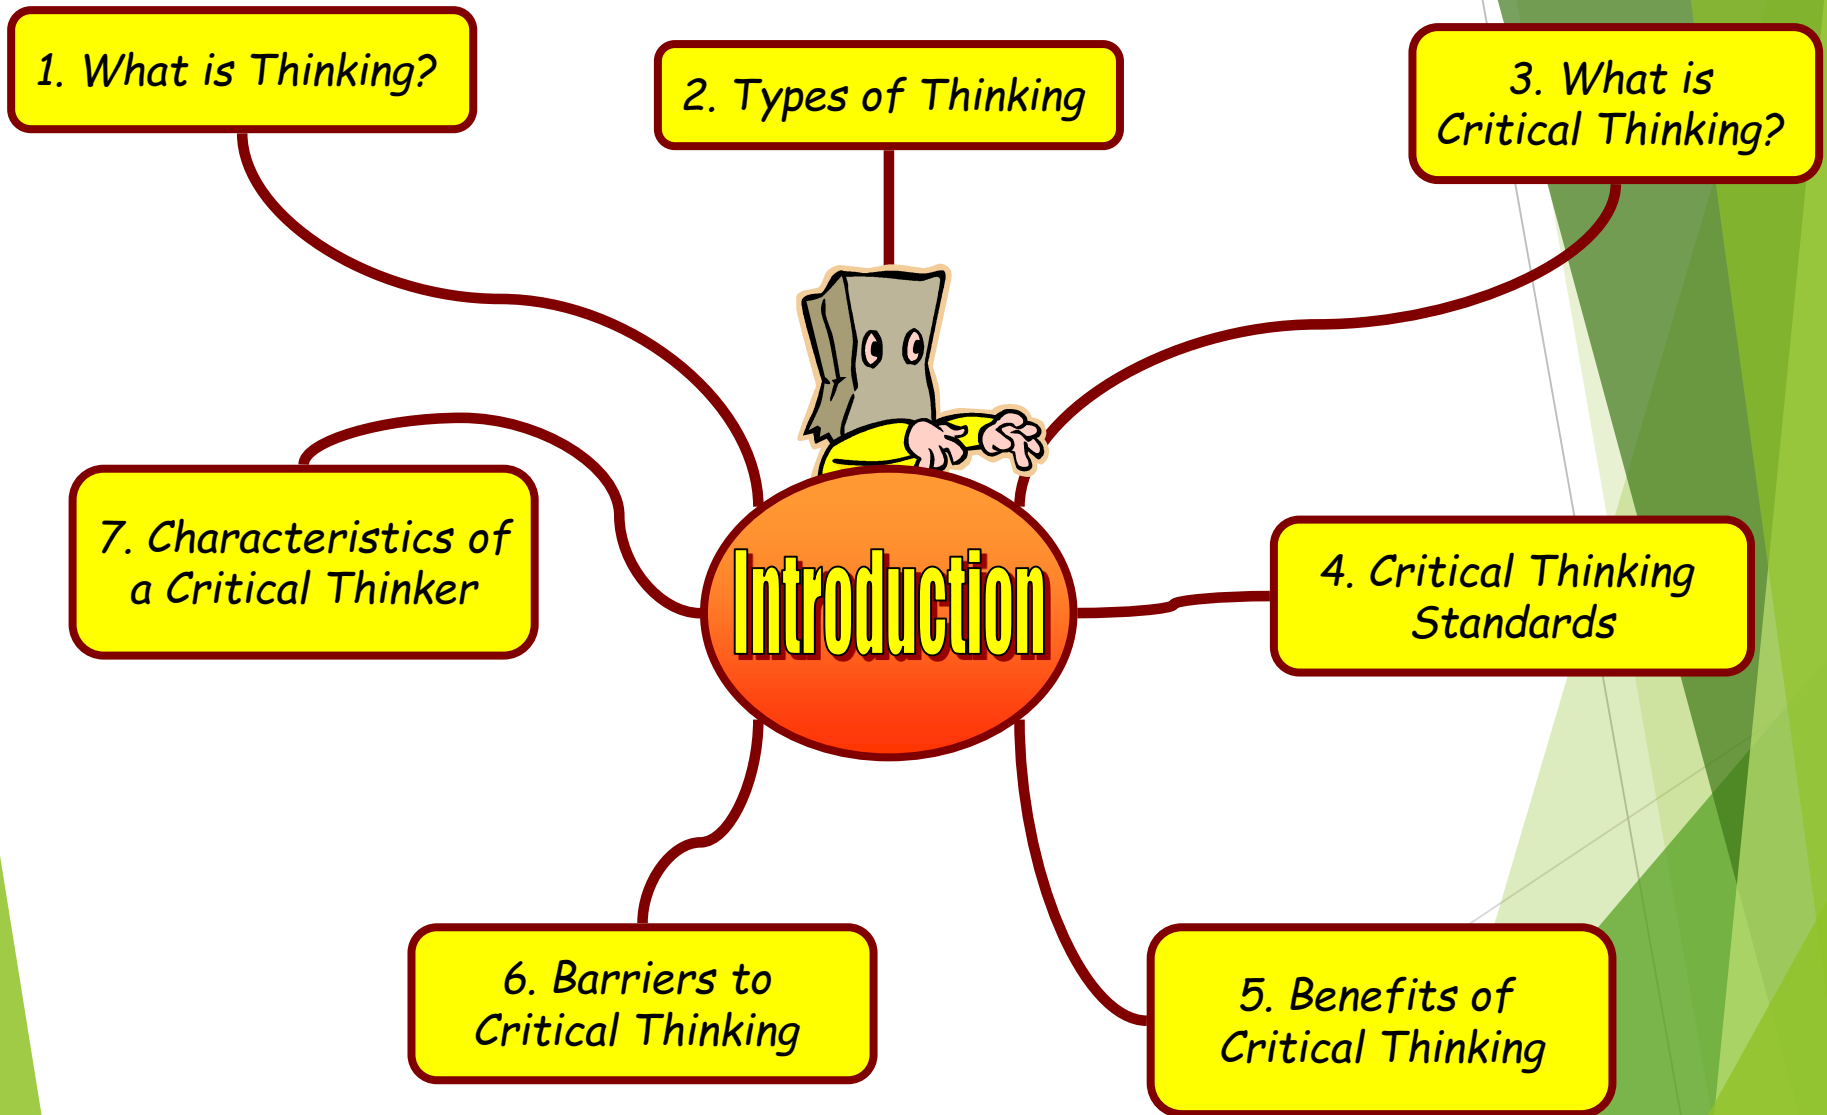 1. What is Thinking?
2. Types of Thinking
3. What is
Critical Thinking?
7. Characteristics of
a Critical Thinker
Introduction
4. Critical Thinking
Standards
6. Barriers to
Critical Thinking
5. Benefits of
Critical Thinking